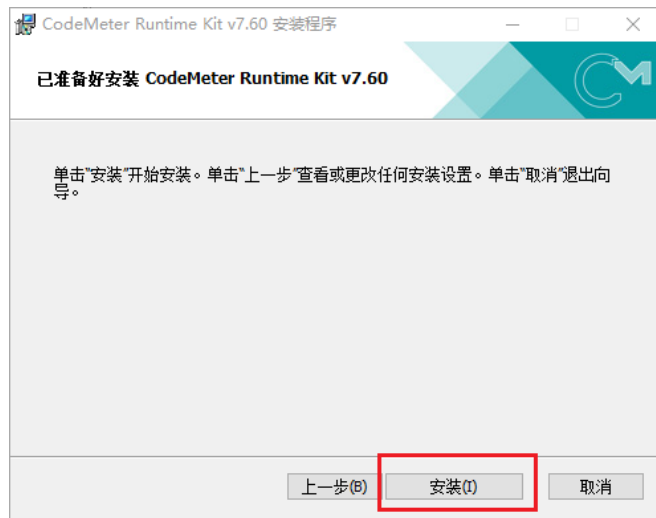 CodeMeter Runtime Kit v7.60 安装程序
已准备好安装 CodeMeter Runtime Kit v7.60
单击"安装"开始安装。单击"上一步"查看或更改任何安装设置。单击"取消"退出向
导。
上一步(B) 安装(I) 取消